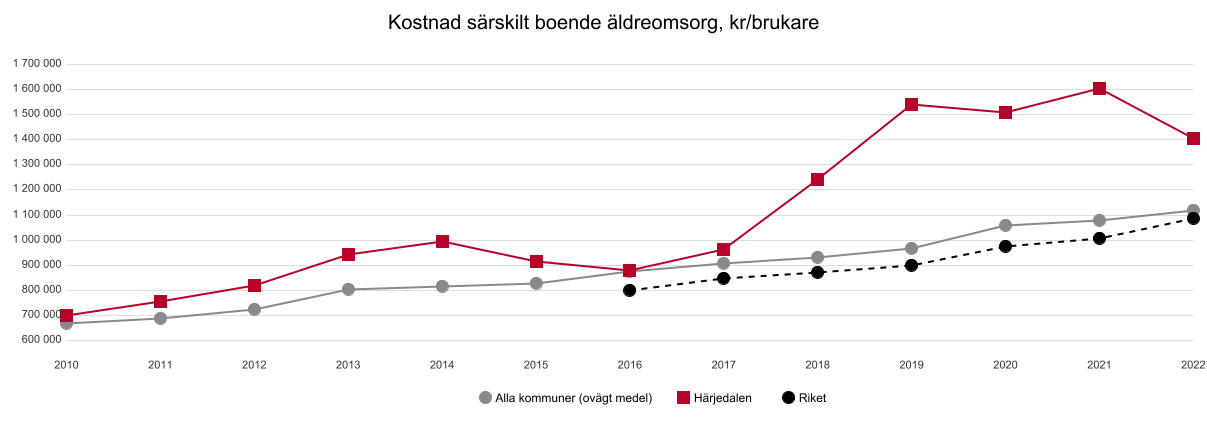 Kostnad särskilt boende äldreomsorg, kr/brukare
1 700 000
1 600 000
1 500 000
1 400 000
1 300 000
1 200 000
1 100 000
1 000 000
900 000
800 000
700 000
600 000
2010 2011 2012 2013 2014 2015 2016 2017 2018 2019 2020 2021 2022
Alla kommuner (ovägt medel) Härjedalen Riket